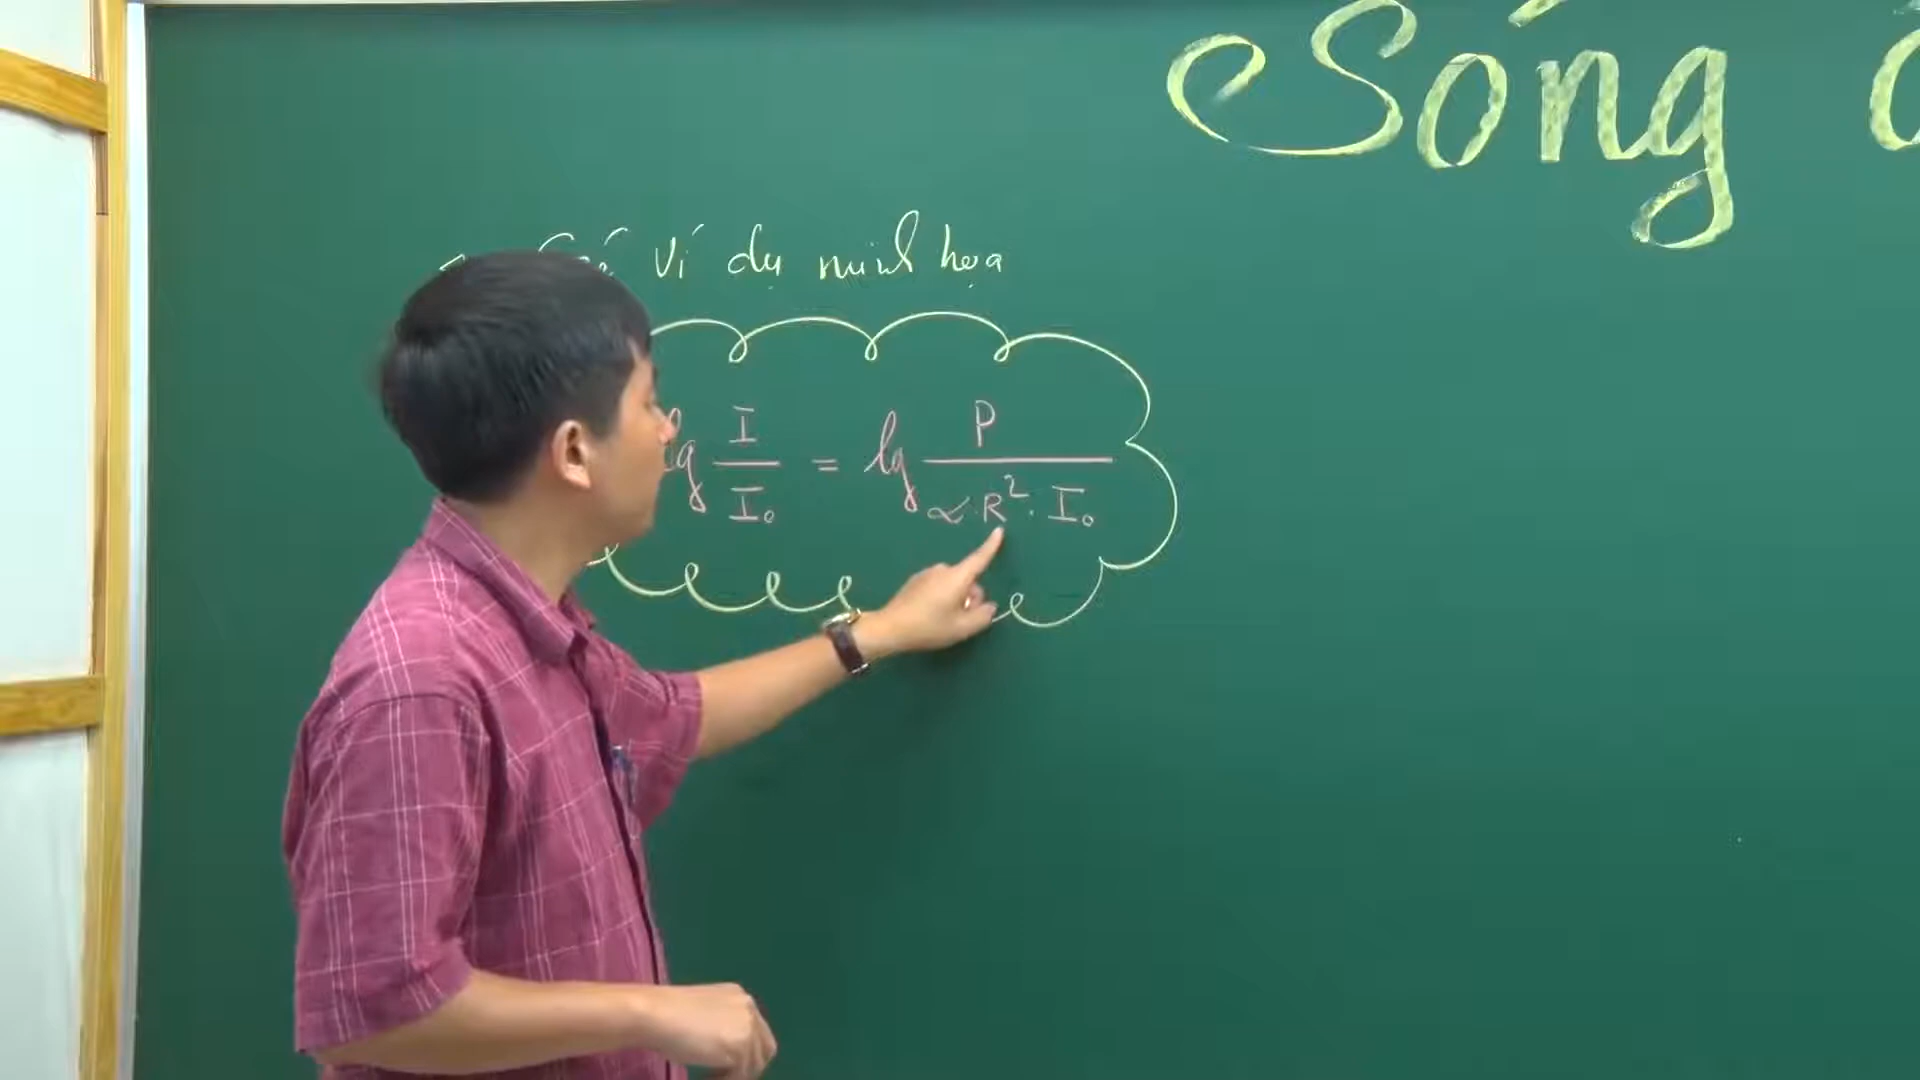 Sóng
ví dụ minh họa
lg I/I₀ = lg P/(α·R²·I₀)